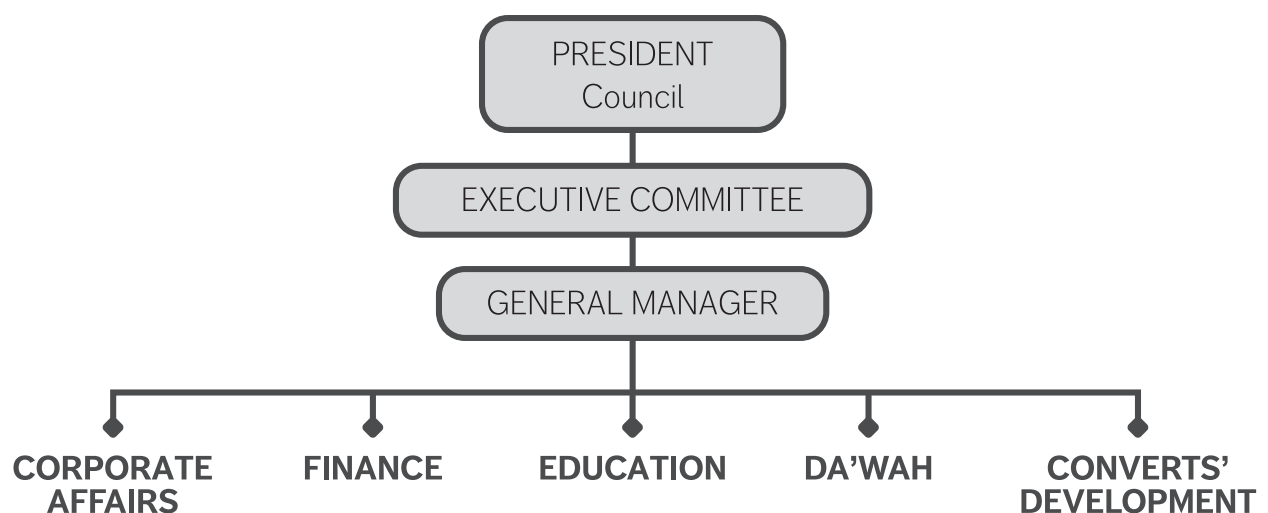 PRESIDENT
Council
EXECUTIVE COMMITTEE
GENERAL MANAGER
CORPORATE
AFFAIRS
FINANCE
EDUCATION
DA’WAH
CONVERTS’
DEVELOPMENT